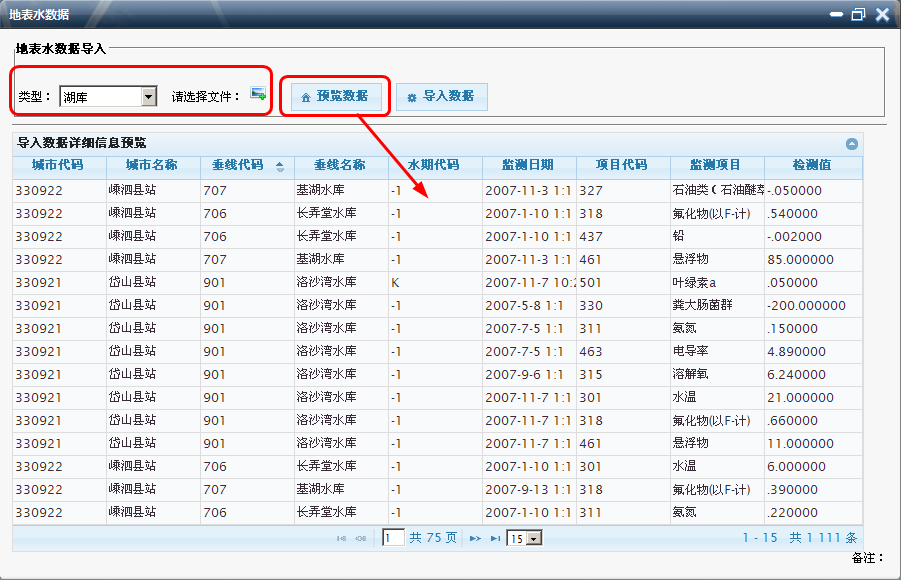 地表水数据
地表水数据导入
类型： 湖库 请选择文件： 预览数据 导入数据
导入数据详细信息预览
城市代码 城市名称 垂线代码 垂线名称 水期代码 监测日期 项目代码 监测项目 检测值
330922 嵊泗县站 707 基湖水库 -1 2007-11-3 1:1 327 石油类（石油醚萃 -.050000
330922 嵊泗县站 706 长弄堂水库 -1 2007-1-10 1:1 318 氟化物(以F-计) .540000
330922 嵊泗县站 706 长弄堂水库 -1 2007-1-10 1:1 437 铅 -.002000
330922 嵊泗县站 707 基湖水库 -1 2007-11-3 1:1 461 悬浮物 85.000000
330921 岱山县站 901 洛沙湾水库 K 2007-11-7 10:2 501 叶绿素a .050000
330921 岱山县站 901 洛沙湾水库 -1 2007-5-8 1:1 330 粪大肠菌群 -200.000000
330921 岱山县站 901 洛沙湾水库 -1 2007-7-5 1:1 311 氨氮 .150000
330921 岱山县站 901 洛沙湾水库 -1 2007-7-5 1:1 463 电导率 4.890000
330921 岱山县站 901 洛沙湾水库 -1 2007-9-6 1:1 315 溶解氧 6.240000
330921 岱山县站 901 洛沙湾水库 -1 2007-11-7 1:1 301 水温 21.000000
330921 岱山县站 901 洛沙湾水库 -1 2007-11-7 1:1 318 氟化物(以F-计) .660000
330921 岱山县站 901 洛沙湾水库 -1 2007-11-7 1:1 461 悬浮物 11.000000
330922 嵊泗县站 706 长弄堂水库 -1 2007-1-10 1:1 301 水温 6.000000
330922 嵊泗县站 707 基湖水库 -1 2007-9-13 1:1 318 氟化物(以F-计) .390000
330922 嵊泗县站 706 长弄堂水库 -1 2007-1-10 1:1 311 氨氮 .220000
1 共 75 页 15 1 - 15 共 1 111 条
备注：